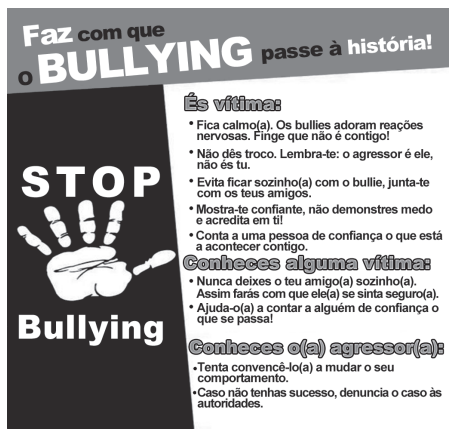 Faz com que
o BULLYING passe à história!
STOP
Bullying
És vítima:
• Fica calmo(a). Os bullies adoram reações
nervosas. Finge que não é contigo!
• Não dês troco. Lembra-te: o agressor é ele,
não és tu.
• Evita ficar sozinho(a) com o bullie, junta-te
com os teus amigos.
• Mostra-te confiante, não demonstres medo
e acredita em ti!
• Conta a uma pessoa de confiança o que está
a acontecer contigo.
Conheces alguma vítima:
• Nunca deixes o teu amigo(a) sozinho(a).
Assim farás com que ele(a) se sinta seguro(a).
• Ajuda-o(a) a contar a alguém de confiança o
que se passa!
Conheces o(a) agressor(a):
•Tenta convencê-lo(a) a mudar o seu
comportamento.
•Caso não tenhas sucesso, denuncia o caso às
autoridades.